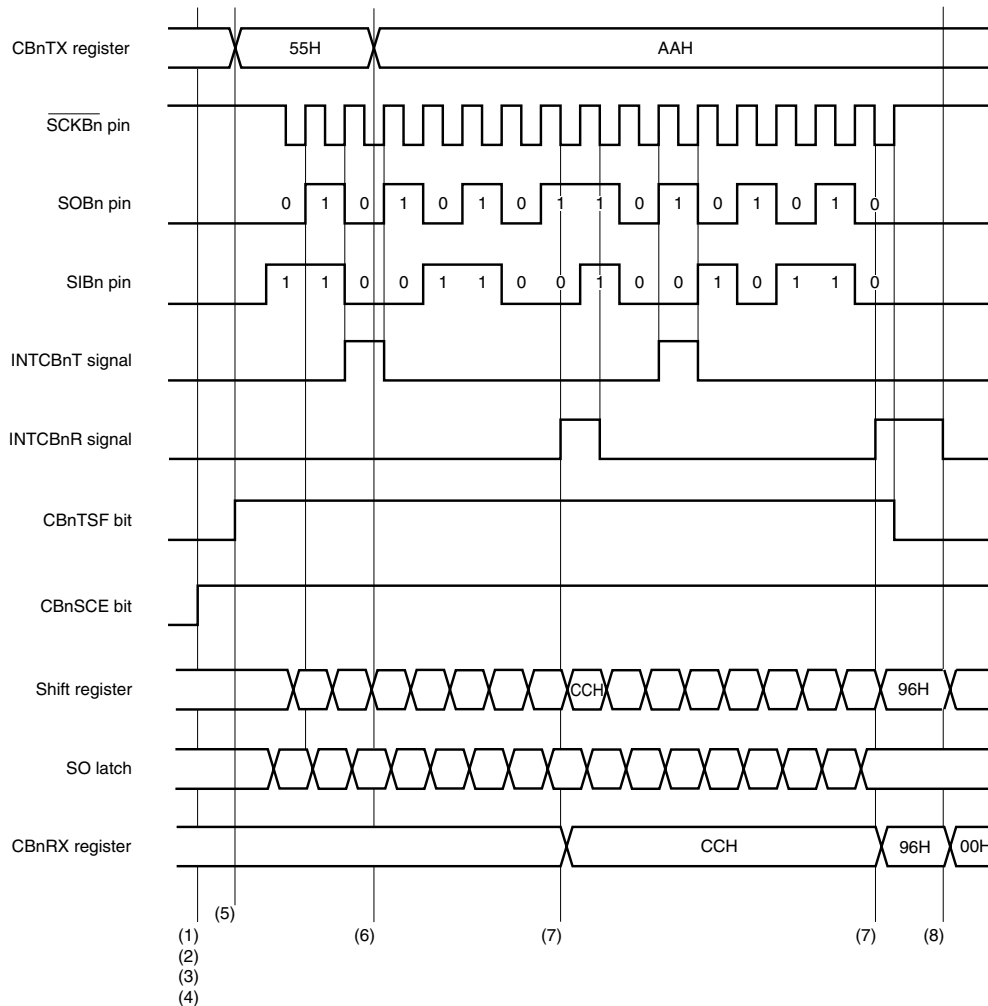 CBnTX register 55H AAH
SCKBn pin
SOBn pin 0 1 0 1 0 1 0 1 1 0 1 0 1 0 1 0
SIBn pin 1 1 0 0 1 1 0 0 1 0 0 1 0 1 1 0
INTCBnT signal
INTCBnR signal
CBnTSF bit
CBnSCE bit
Shift register CCH 96H
SO latch
CBnRX register CCH 96H 00H
(5)
(1) (6) (7) (7) (8)
(2)
(3)
(4)